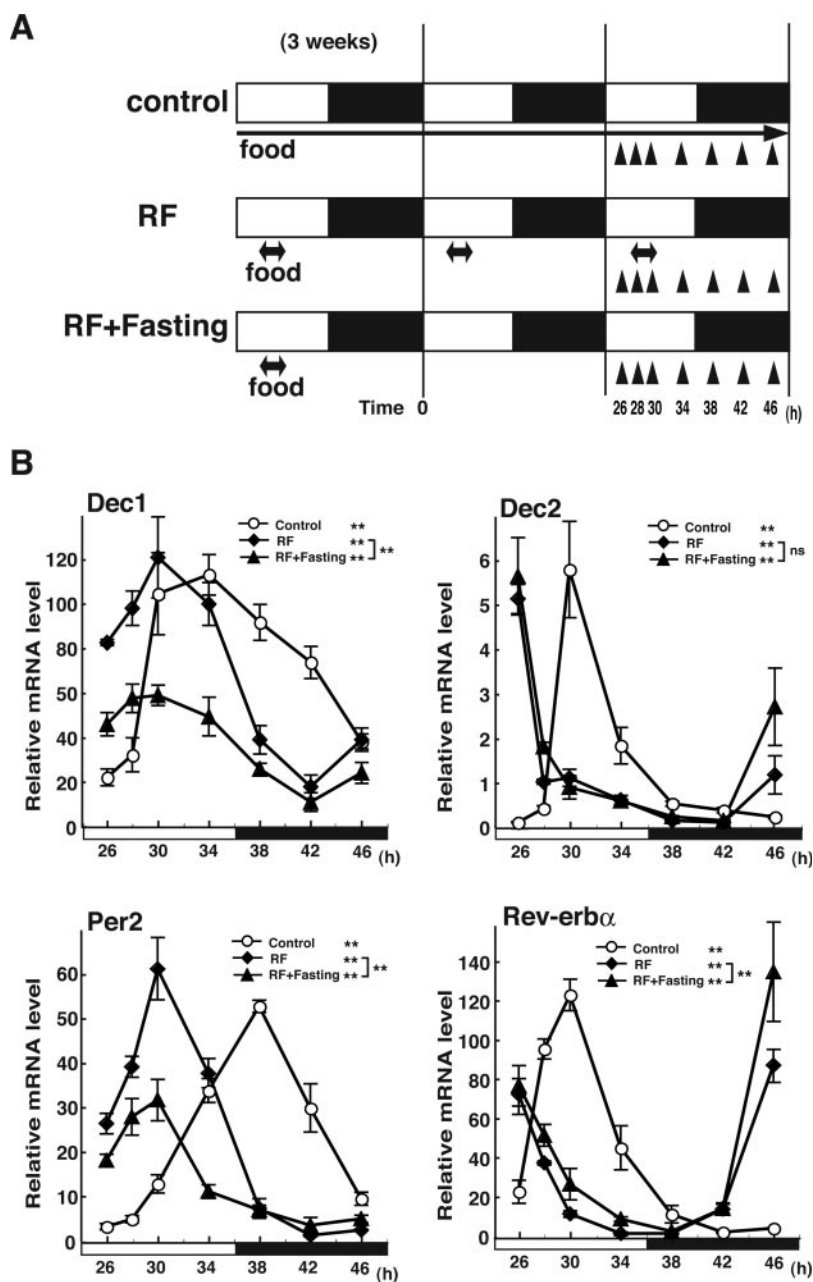 A
(3 weeks)
control
food
RF
food
RF+Fasting
food
Time 0 26 28 30 34 38 42 46 (h)
B
Dec1
Control **
RF **
RF+Fasting **
**
Relative mRNA level
120
100
80
50
40
20
0
26 30 34 38 42 46 (h)
Dec2
Control **
RF **
RF+Fasting **
ns
Relative mRNA level
6
5
4
3
2
1
0
26 30 34 38 42 46 (h)
Per2
Control **
RF **
RF+Fasting **
**
Relative mRNA level
60
50
40
30
20
10
0
26 30 34 38 42 46 (h)
Rev-erbα
Control **
RF **
RF+Fasting **
**
Relative mRNA level
140
120
100
80
60
40
20
0
26 30 34 38 42 46 (h)